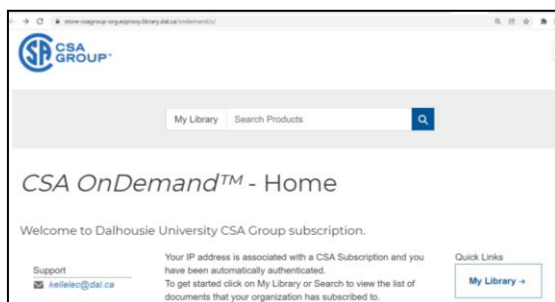 store-csagroup-org.ezproxy.library.dal.ca/ondemand/s/
CSA
GROUP™
My Library Search Products
CSA OnDemand™ - Home
Welcome to Dalhousie University CSA Group subscription.
Support
kellelec@dal.ca
Your IP address is associated with a CSA Subscription and you
have been automatically authenticated.
To get started click on My Library or Search to view the list of
documents that your organization has subscribed to.
Quick Links
My Library →